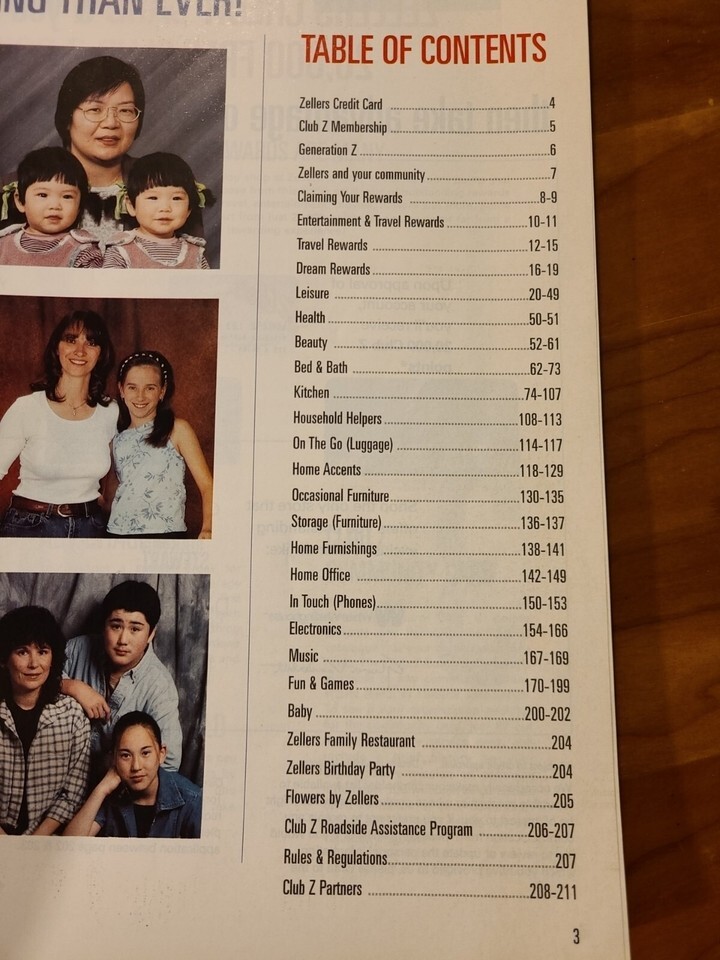 THAN EVER!
TABLE OF CONTENTS
Zellers Credit Card 4
Club Z Membership 5
Generation Z 6
Zellers and your community 7
Claiming Your Rewards 8-9
Entertainment & Travel Rewards 10-11
Travel Rewards 12-15
Dream Rewards 16-19
Leisure 20-49
Health 50-51
Beauty 52-61
Bed & Bath 62-73
Kitchen 74-107
Household Helpers 108-113
On The Go (Luggage) 114-117
Home Accents 118-129
Occasional Furniture 130-135
Storage (Furniture) 136-137
Home Furnishings 138-141
Home Office 142-149
In Touch (Phones) 150-153
Electronics 154-166
Music 167-169
Fun & Games 170-199
Baby 200-202
Zellers Family Restaurant 204
Zellers Birthday Party 204
Flowers by Zellers 205
Club Z Roadside Assistance Program 206-207
Rules & Regulations 207
Club Z Partners 208-211
3